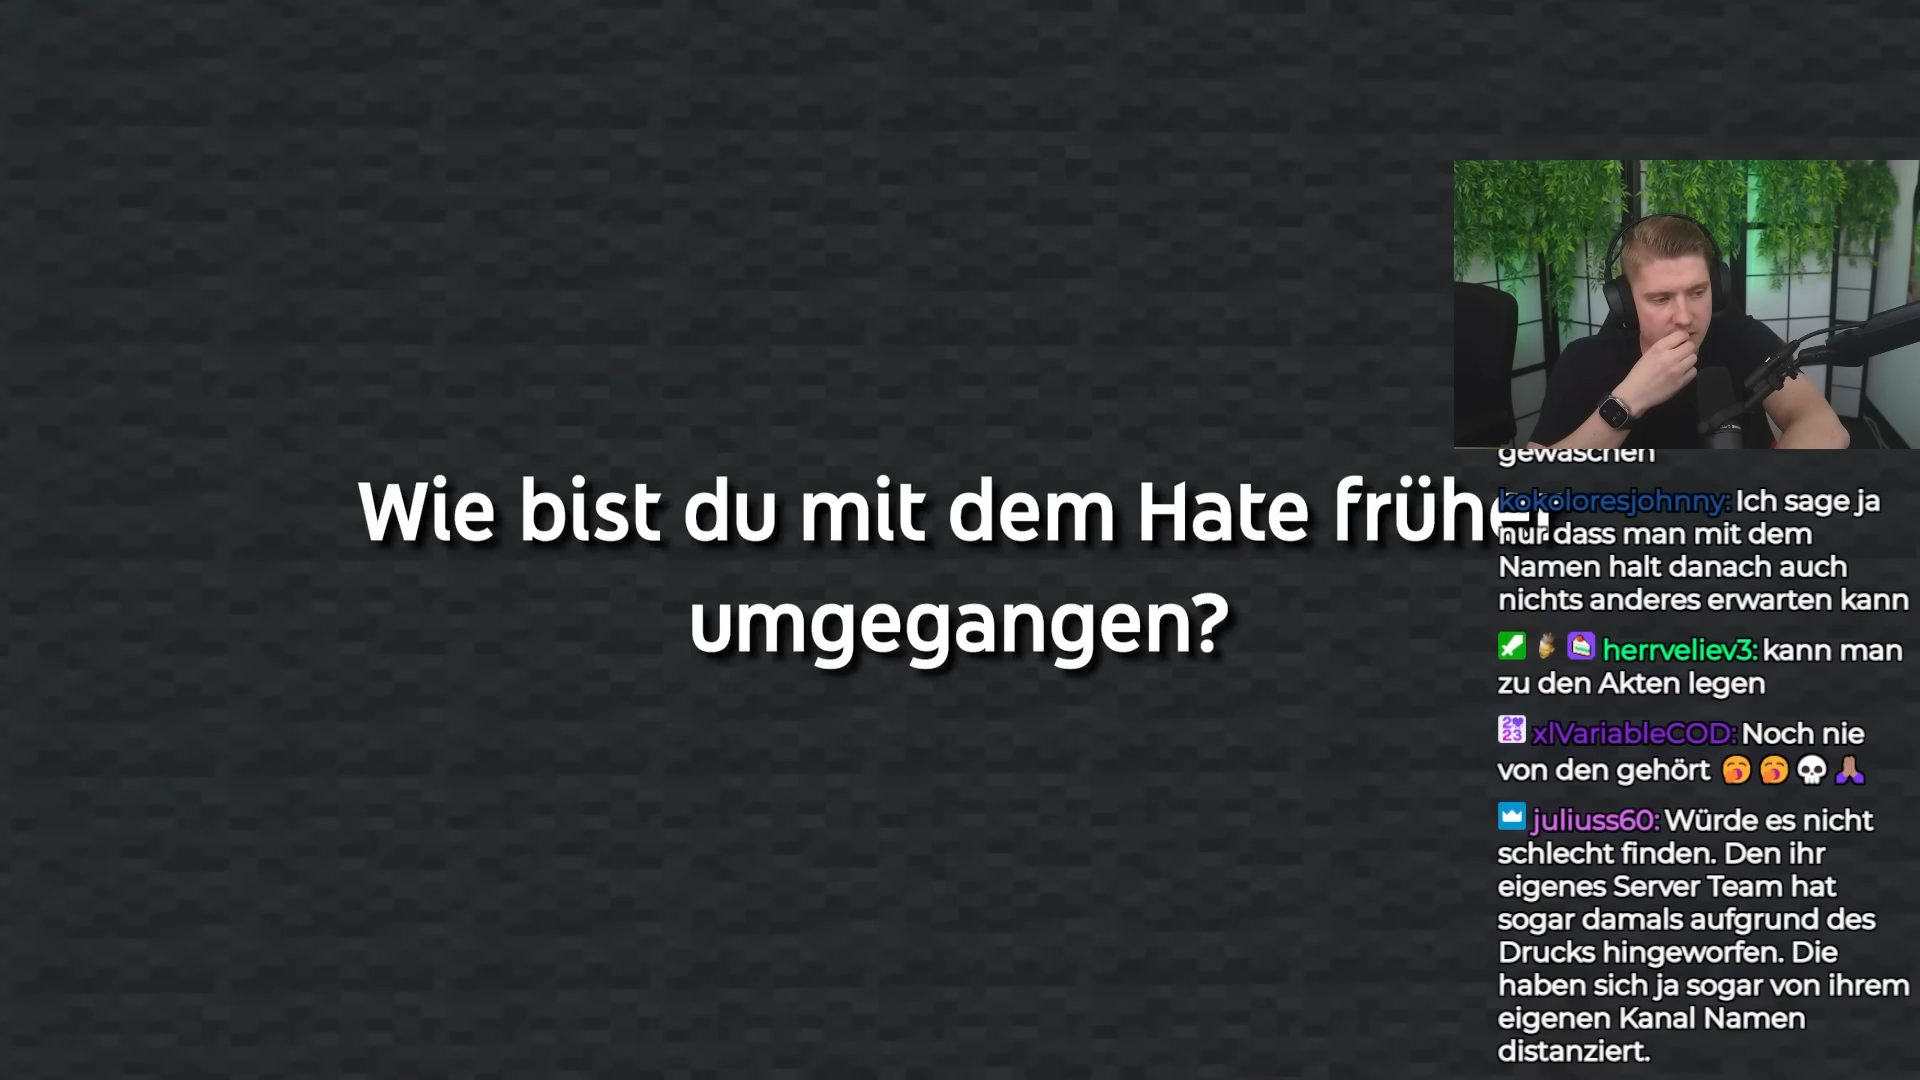 Wie bist du mit dem Hate früher
umgegangen?
gewaschen
kokoloresjohnny: Ich sage ja
nur dass man mit dem
Namen halt danach auch
nichts anderes erwarten kann
herrveliev3: kann man
zu den Akten legen
2023 xlVariableCOD: Noch nie
von den gehört 🥱🥱💀🙏🏽
juliuss60: Würde es nicht
schlecht finden. Den ihr
eigenes Server Team hat
sogar damals aufgrund des
Drucks hingeworfen. Die
haben sich ja sogar von ihrem
eigenen Kanal Namen
distanziert.